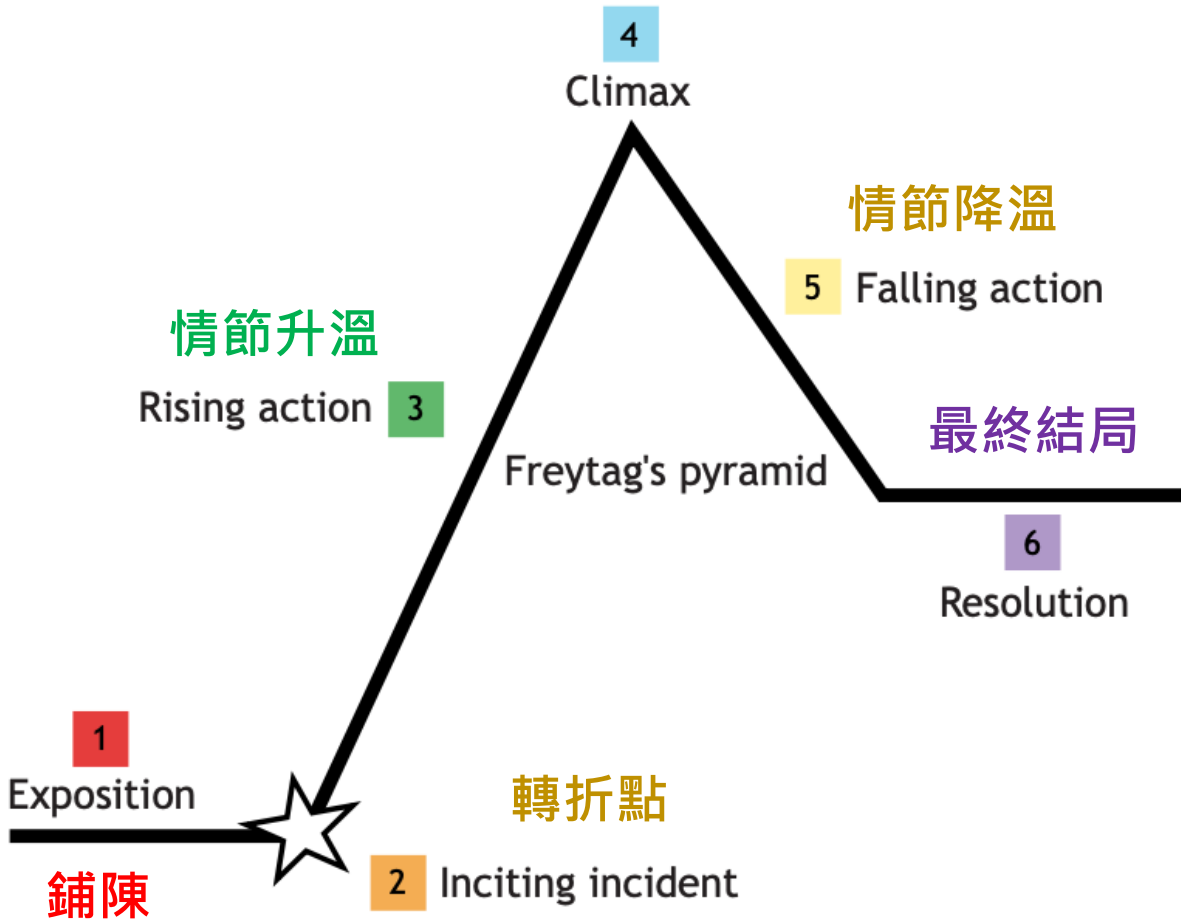 4
Climax
情節降溫
5 Falling action
情節升溫
Rising action 3
最終結局
Freytag's pyramid
6
Resolution
1
Exposition
轉折點
鋪陳
2 Inciting incident